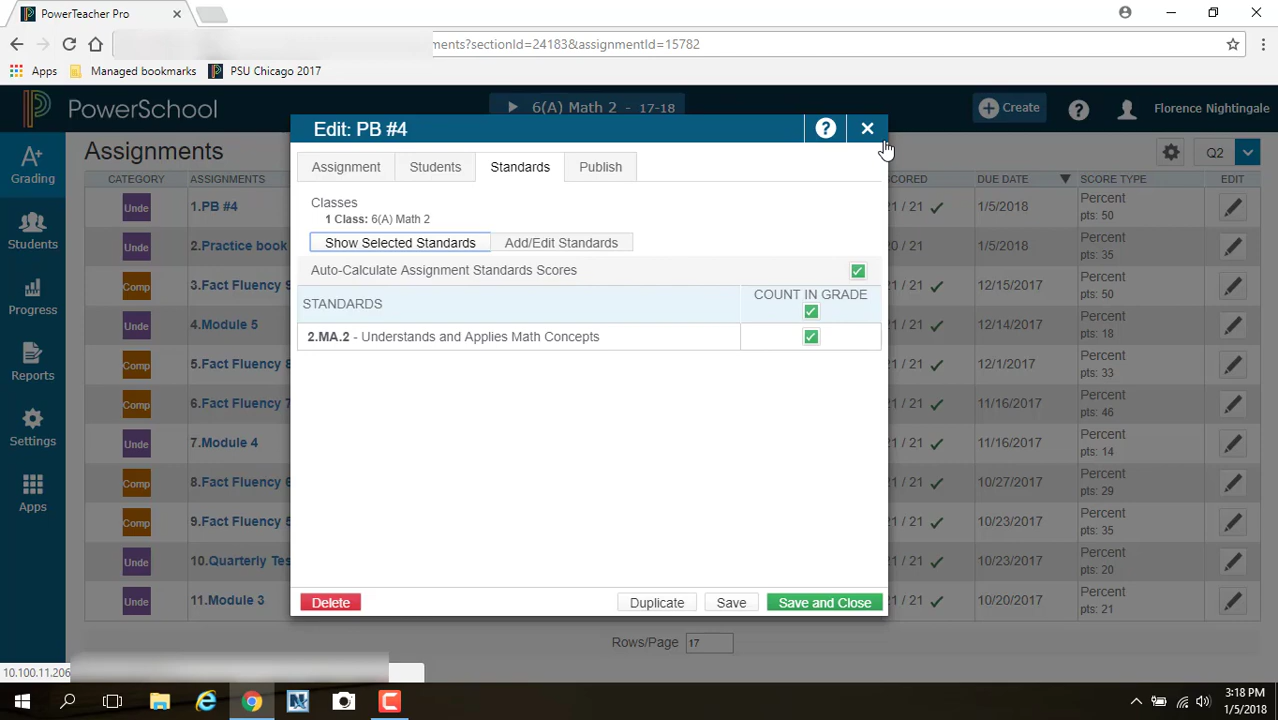 PowerTeacher Pro
ments?sectionId=24183&assignmentId=15782
Apps Managed bookmarks PSU Chicago 2017
PowerSchool 6(A) Math 2 - 17-18 Create Florence Nightingale
Edit: PB #4
Assignments
Q2
A+
Grading
Students
Progress
Reports
Settings
Apps
Assignment Students Standards Publish
Classes
1 Class: 6(A) Math 2
Show Selected Standards Add/Edit Standards
Auto-Calculate Assignment Standards Scores
STANDARDS COUNT IN GRADE
2.MA.2 - Understands and Applies Math Concepts
Delete Duplicate Save Save and Close
CATEGORY ASSIGNMENTS SCORED DUE DATE SCORE TYPE EDIT
Unde 1.PB #4 21 / 21 1/5/2018 Percent
pts: 50
Unde 2.Practice book 20 / 21 1/5/2018 Percent
pts: 35
Comp 3.Fact Fluency 9 21 / 21 12/15/2017 Percent
pts: 50
Unde 4.Module 5 21 / 21 12/14/2017 Percent
pts: 18
Comp 5.Fact Fluency 8 21 / 21 12/1/2017 Percent
pts: 33
Comp 6.Fact Fluency 7 21 / 21 11/16/2017 Percent
pts: 46
Unde 7.Module 4 21 / 21 11/16/2017 Percent
pts: 14
Comp 8.Fact Fluency 6 21 / 21 10/27/2017 Percent
pts: 29
Comp 9.Fact Fluency 5 21 / 21 10/23/2017 Percent
pts: 35
Unde 10.Quarterly Tes 21 / 21 10/23/2017 Percent
pts: 20
Unde 11.Module 3 21 / 21 10/20/2017 Percent
pts: 21
Rows/Page 17
10.100.11.206
3:18 PM
1/5/2018